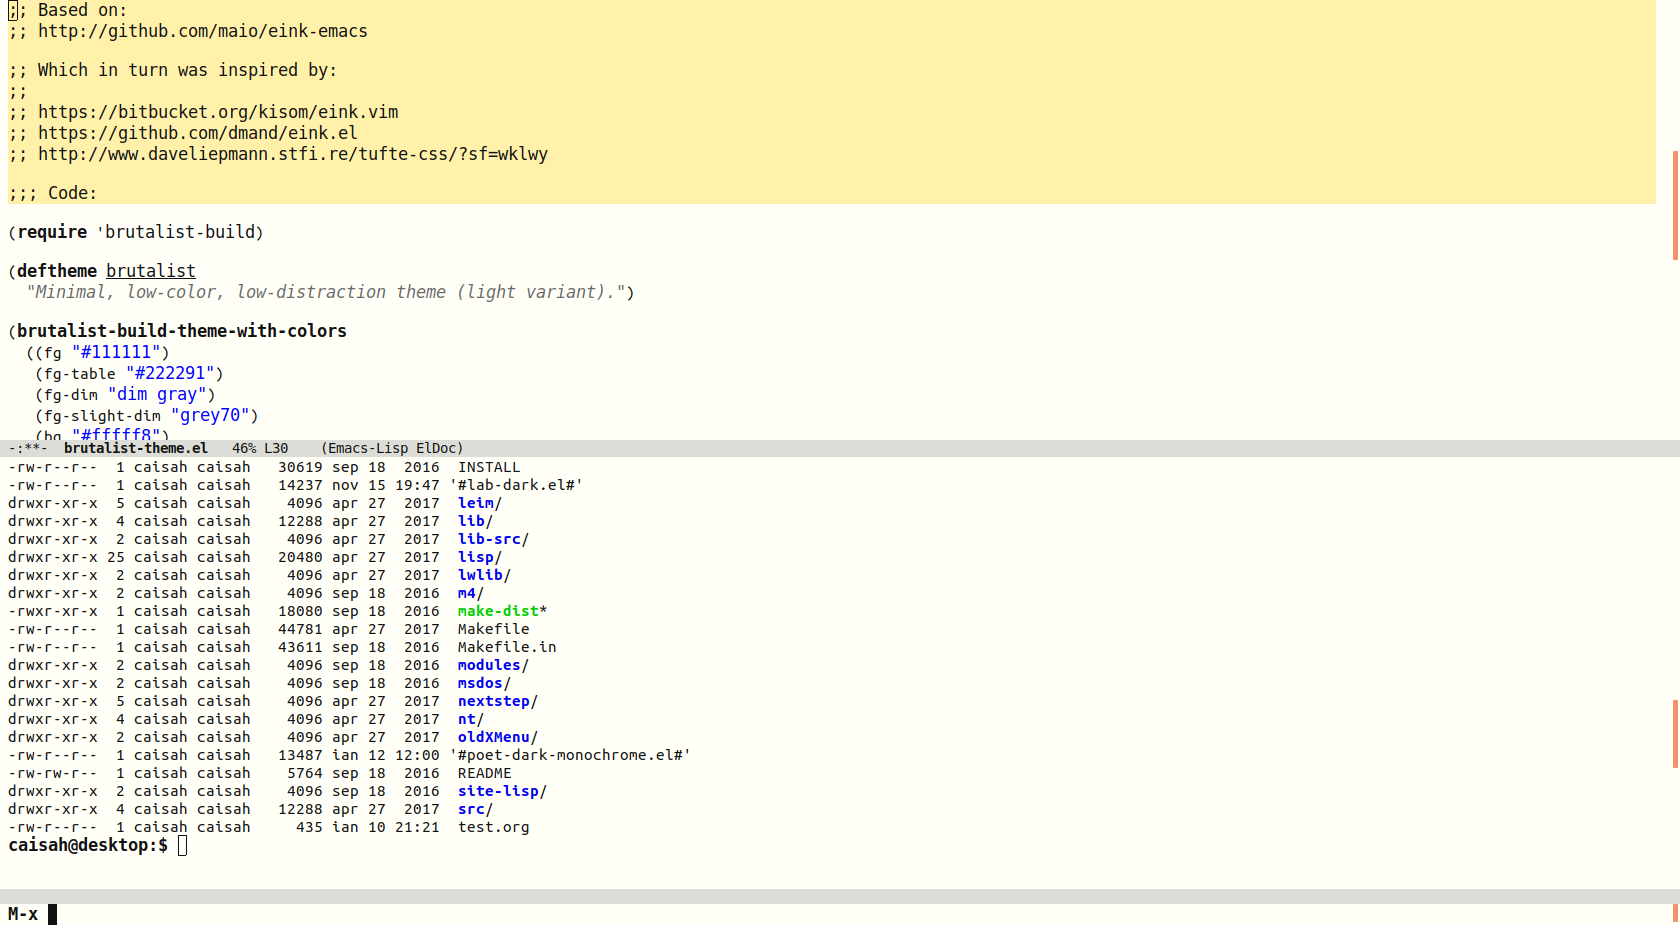 ;; Based on:
;; http://github.com/maio/eink-emacs
;; Which in turn was inspired by:
;;
;; https://bitbucket.org/kisom/eink.vim
;; https://github.com/dmand/eink.el
;; http://www.daveliepmann.stfi.re/tufte-css/?sf=wklwy
;;; Code:
(require 'brutalist-build)
(deftheme brutalist
  "Minimal, low-color, low-distraction theme (light variant).")
(brutalist-build-theme-with-colors
  ((fg "#111111")
   (fg-table "#222291")
   (fg-dim "dim gray")
   (fg-slight-dim "grey70")
   (bg "#fffff8")
-:**-  brutalist-theme.el   46% L30    (Emacs-Lisp ElDoc)
-rw-r--r--  1 caisah caisah   30619 sep 18  2016  INSTALL
-rw-r--r--  1 caisah caisah   14237 nov 15 19:47 '#lab-dark.el#'
drwxr-xr-x  5 caisah caisah    4096 apr 27  2017  leim/
drwxr-xr-x  4 caisah caisah   12288 apr 27  2017  lib/
drwxr-xr-x  2 caisah caisah    4096 apr 27  2017  lib-src/
drwxr-xr-x 25 caisah caisah   20480 apr 27  2017  lisp/
drwxr-xr-x  2 caisah caisah    4096 apr 27  2017  lwlib/
drwxr-xr-x  2 caisah caisah    4096 sep 18  2016  m4/
-rwxr-xr-x  1 caisah caisah   18080 sep 18  2016  make-dist*
-rw-r--r--  1 caisah caisah   44781 apr 27  2017  Makefile
-rw-r--r--  1 caisah caisah   43611 sep 18  2016  Makefile.in
drwxr-xr-x  2 caisah caisah    4096 sep 18  2016  modules/
drwxr-xr-x  2 caisah caisah    4096 sep 18  2016  msdos/
drwxr-xr-x  5 caisah caisah    4096 apr 27  2017  nextstep/
drwxr-xr-x  4 caisah caisah    4096 apr 27  2017  nt/
drwxr-xr-x  2 caisah caisah    4096 apr 27  2017  oldXMenu/
-rw-r--r--  1 caisah caisah   13487 ian 12 12:00 '#poet-dark-monochrome.el#'
-rw-rw-r--  1 caisah caisah    5764 sep 18  2016  README
drwxr-xr-x  2 caisah caisah    4096 sep 18  2016  site-lisp/
drwxr-xr-x  4 caisah caisah   12288 apr 27  2017  src/
-rw-r--r--  1 caisah caisah     435 ian 10 21:21  test.org
caisah@desktop:$
M-x